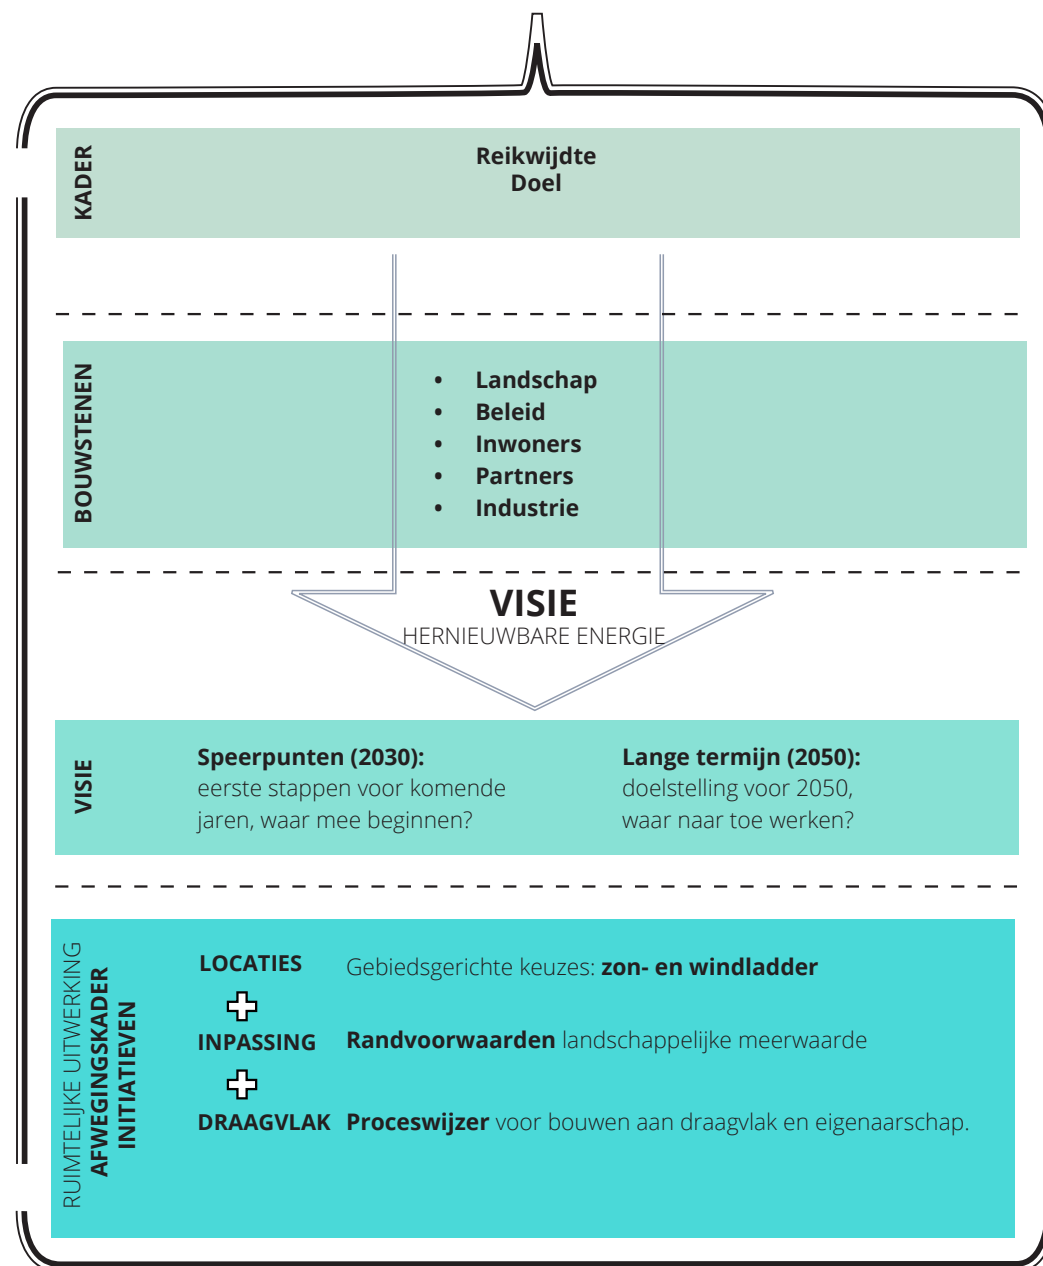 KADER
Reikwijdte
Doel
BOUWSTENEN
• Landschap
• Beleid
• Inwoners
• Partners
• Industrie
VISIE
HERNIEUWBARE ENERGIE
VISIE
Speerpunten (2030):
eerste stappen voor komende
jaren, waar mee beginnen?
Lange termijn (2050):
doelstelling voor 2050,
waar naar toe werken?
RUIMTELIJKE UITWERKING
AFWEGINGSKADER
INITIATIEVEN
LOCATIES Gebiedsgerichte keuzes: zon- en windladder
INPASSING Randvoorwaarden landschappelijke meerwaarde
DRAAGVLAK Proceswijzer voor bouwen aan draagvlak en eigenaarschap.